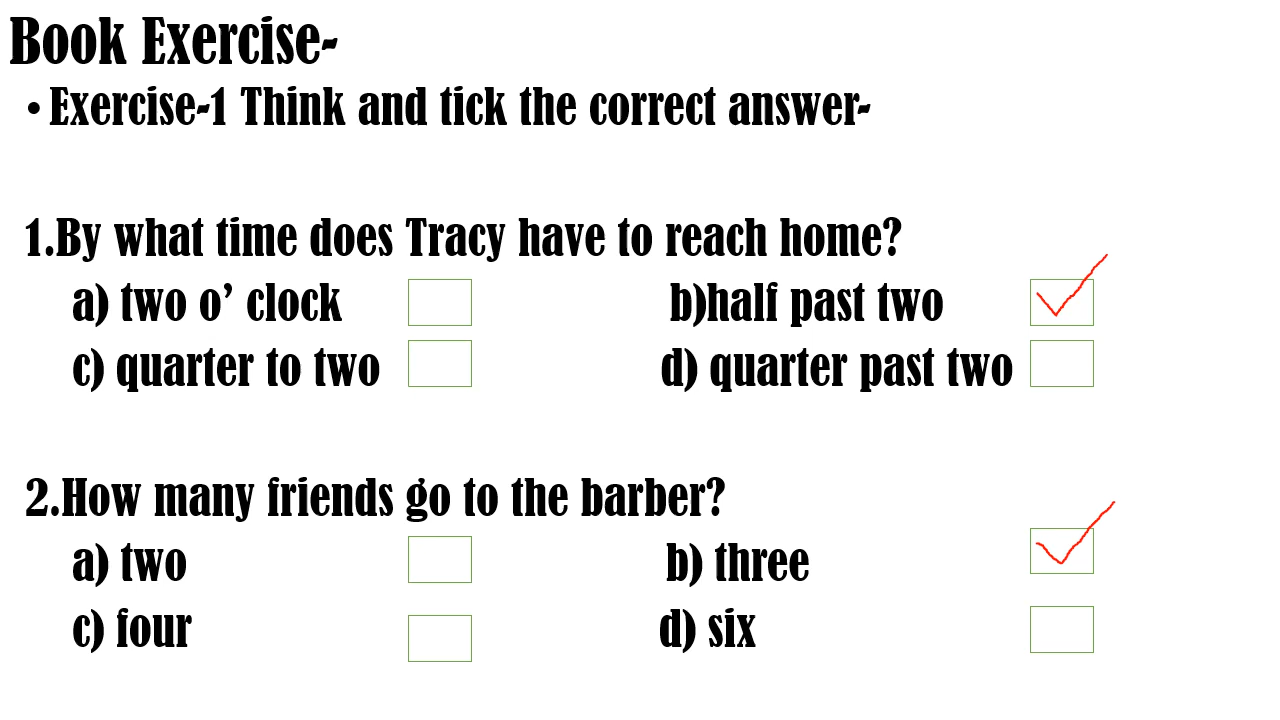 Book Exercise-
• Exercise-1 Think and tick the correct answer-
1.By what time does Tracy have to reach home?
a) two o’ clock b)half past two
c) quarter to two d) quarter past two
2.How many friends go to the barber?
a) two b) three
c) four d) six